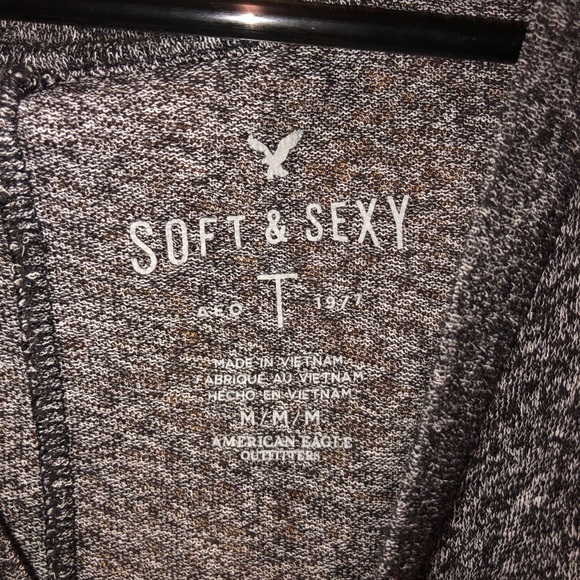 SOFT & SEXY
T
AEO 1977
MADE IN VIETNAM
FABRIQUE AU VIETNAM
HECHO EN VIETNAM
M/M/M
AMERICAN EAGLE
OUTFITTERS